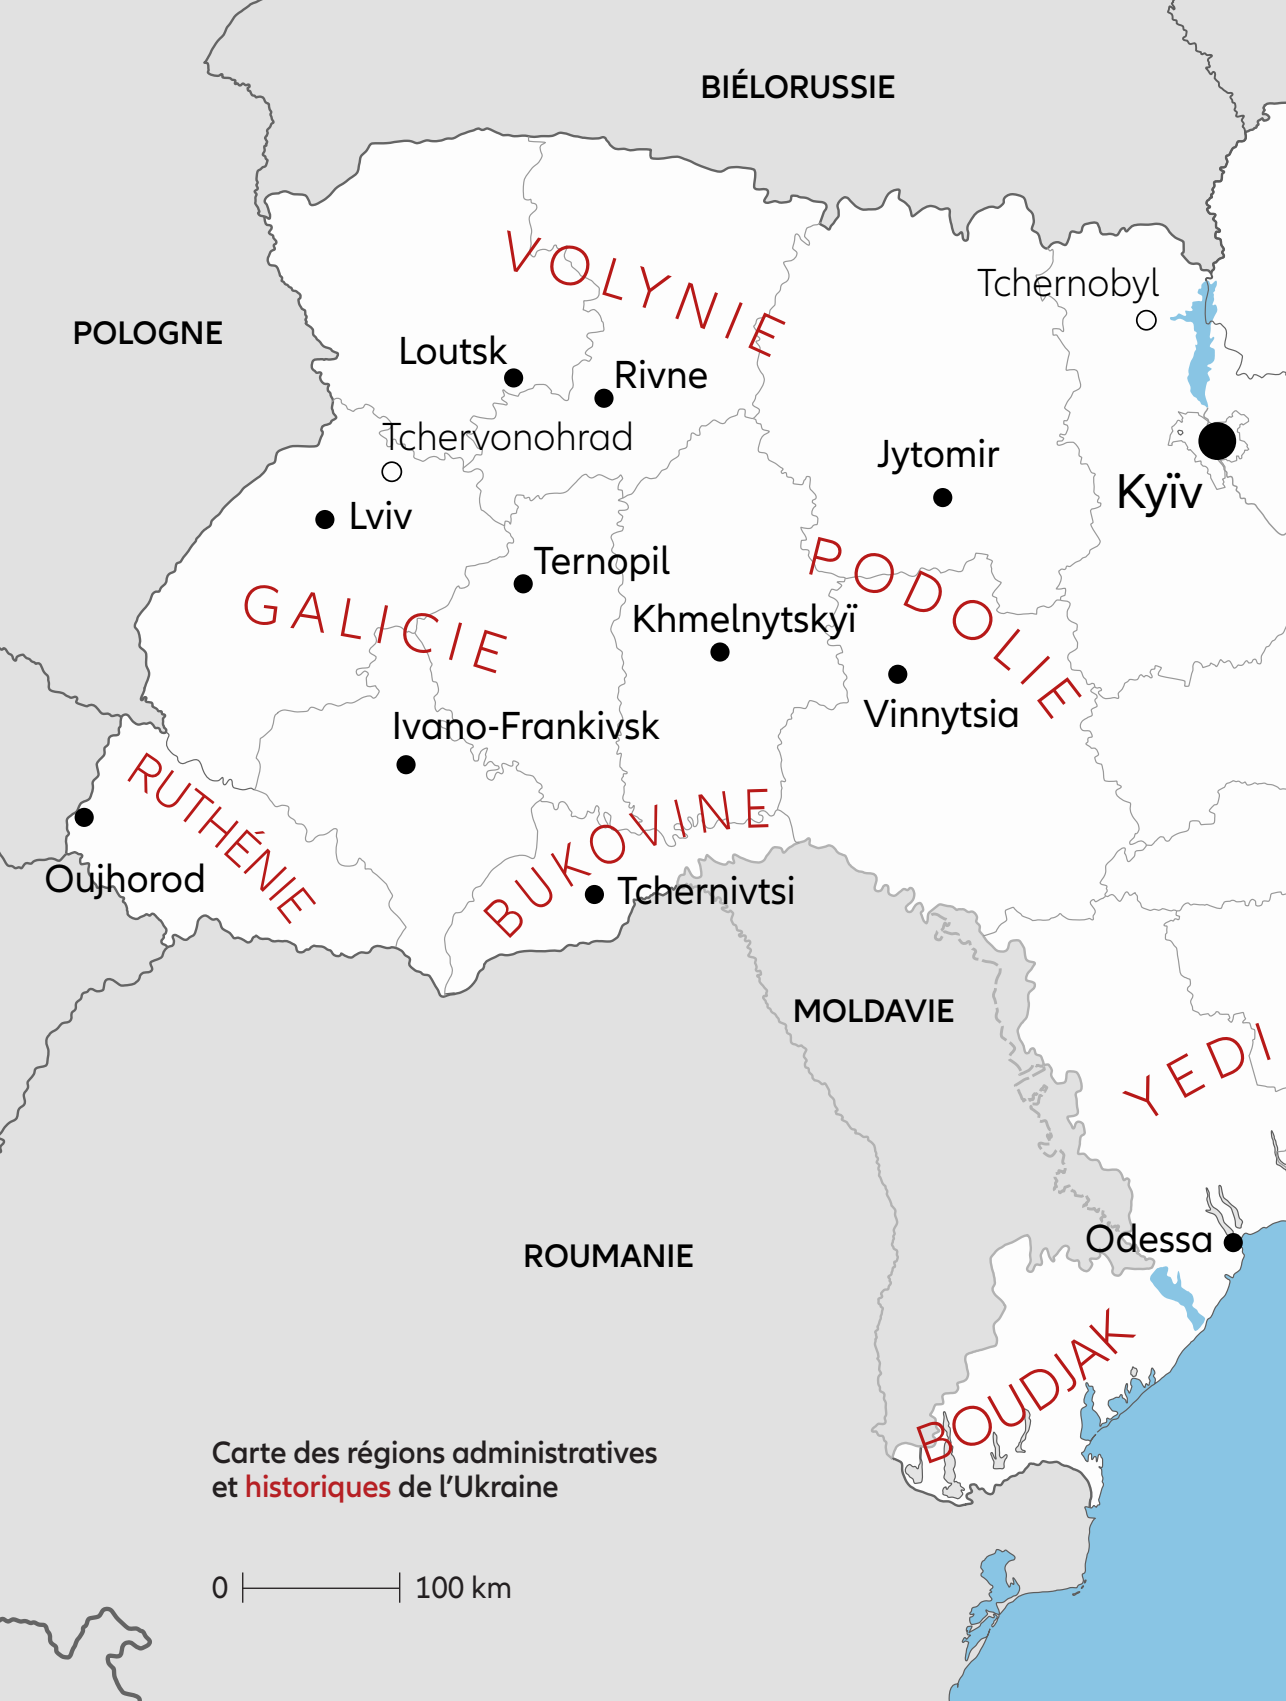 BIÉLORUSSIE
VOLYNIE
Tchernobyl
POLOGNE
Loutsk
Rivne
Tchervonohrad
Jytomir
Kyïv
Lviv
Ternopil
PODOLIE
GALICIE
Khmelnytskyï
Vinnytsia
Ivano-Frankivsk
RUTHÉNIE
BUKOVINE
Oujhorod
Tchernivtsi
MOLDAVIE
YEDI
Odessa
ROUMANIE
BOUDJAK
Carte des régions administratives
et historiques de l’Ukraine
0 100 km